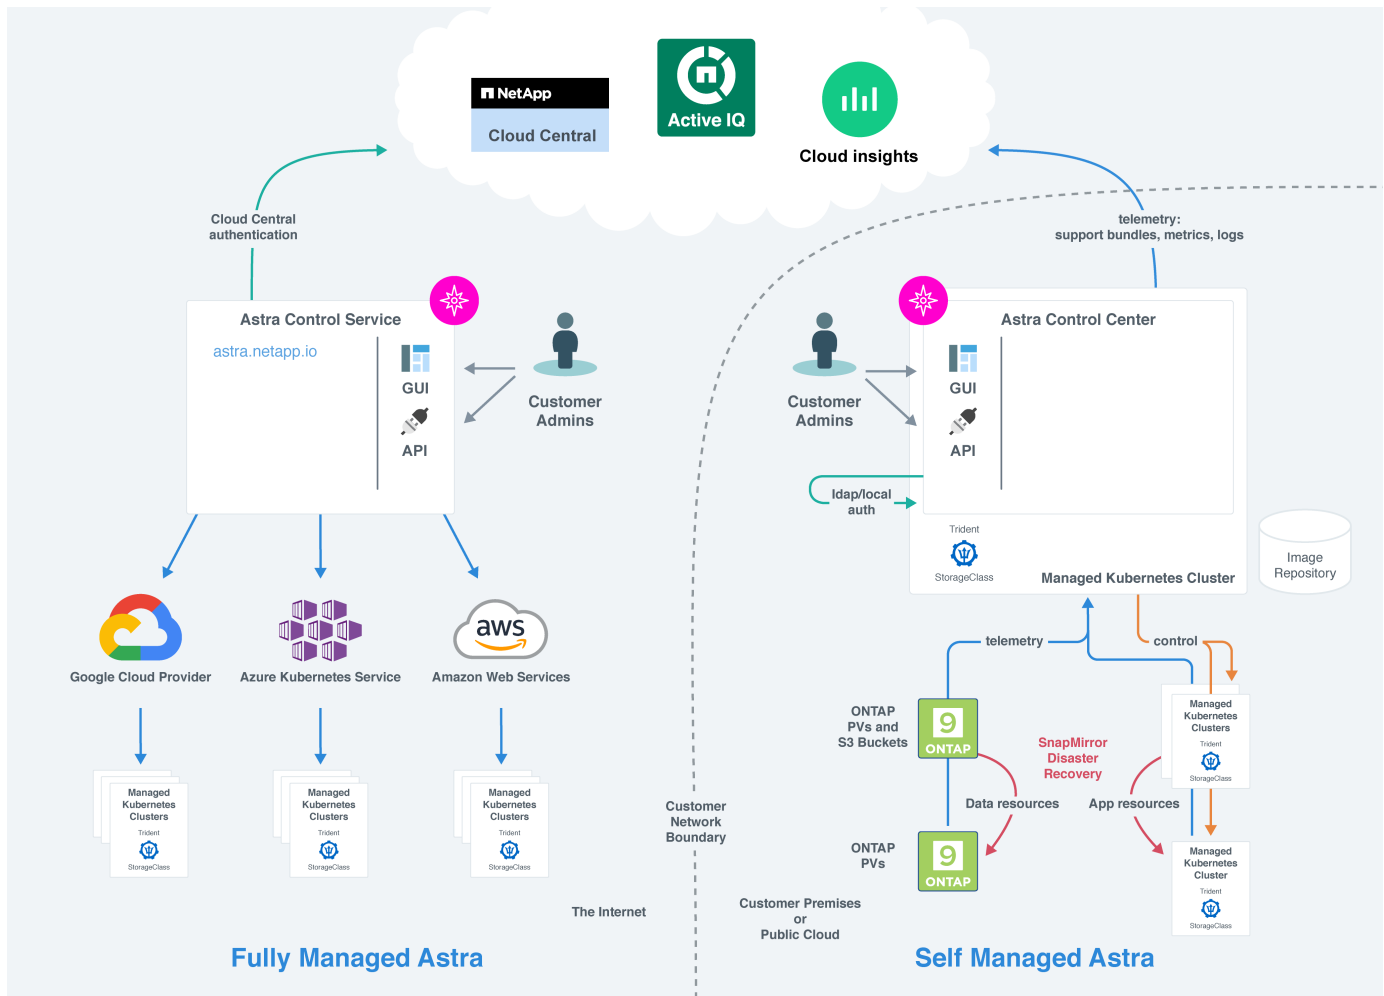 NetApp
Cloud Central
Active IQ
Cloud insights
Cloud Central
authentication
telemetry:
support bundles, metrics, logs
Astra Control Service
astra.netapp.io
GUI
API
Customer
Admins
Customer
Admins
Astra Control Center
GUI
API
ldap/local
auth
Trident
StorageClass
Managed Kubernetes Cluster
Image
Repository
aws
Google Cloud Provider
Azure Kubernetes Service
Amazon Web Services
telemetry
control
Managed
Kubernetes
Clusters
Trident
StorageClass
Managed
Kubernetes
Clusters
Trident
StorageClass
Managed
Kubernetes
Clusters
Trident
StorageClass
ONTAP
PVs and
S3 Buckets
9
ONTAP
SnapMirror
Disaster
Recovery
Managed
Kubernetes
Clusters
Trident
StorageClass
Data resources
App resources
Customer
Network
Boundary
ONTAP
PVs
9
ONTAP
Managed
Kubernetes
Cluster
Trident
StorageClass
The Internet
Customer Premises
or
Public Cloud
Fully Managed Astra
Self Managed Astra